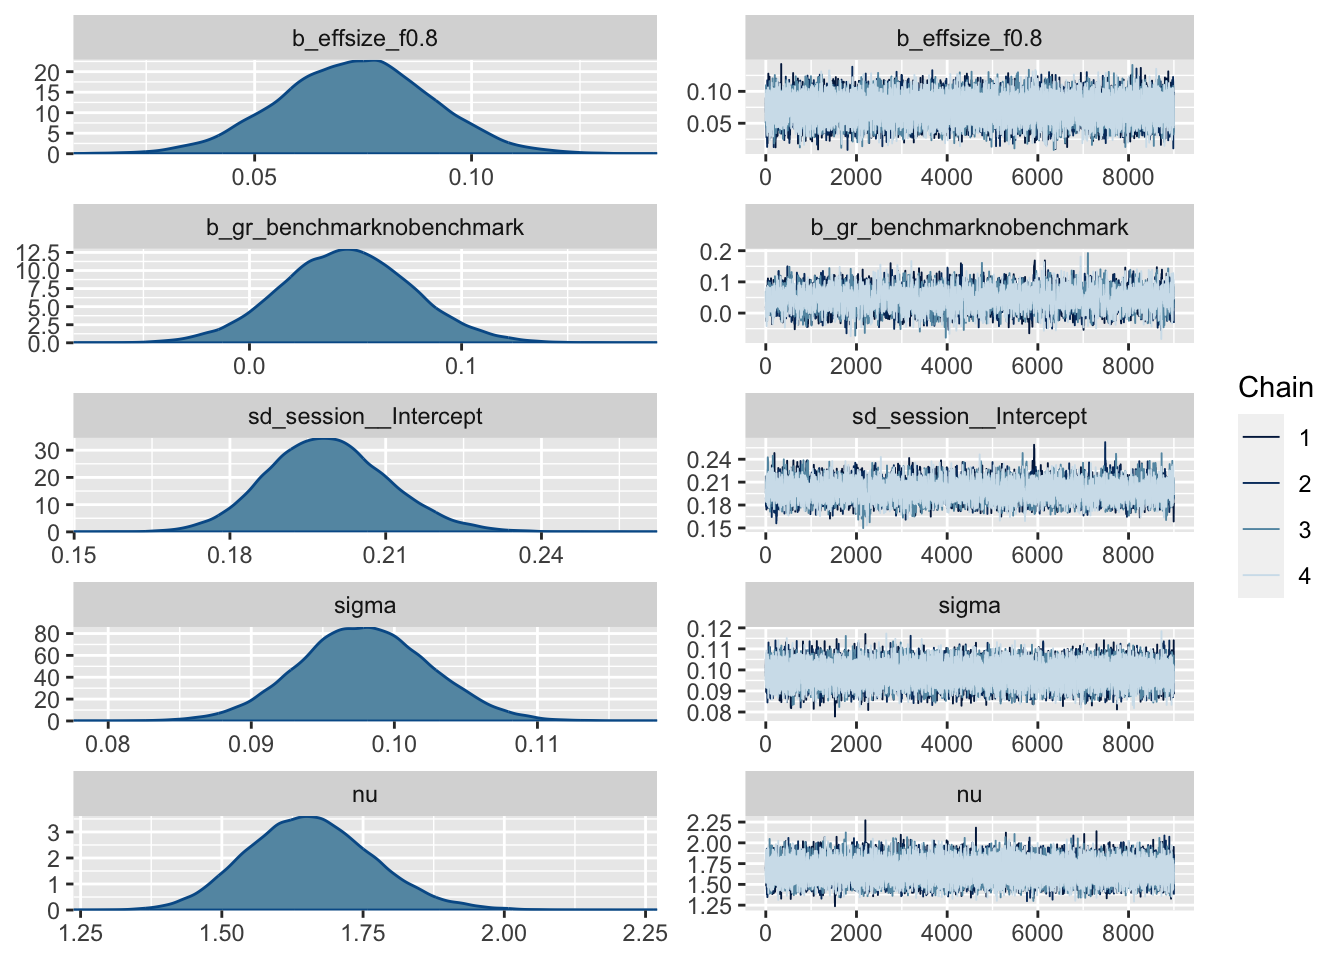 b_effsize_f0.8
20
15
10
5
0
0.05 0.10
b_effsize_f0.8
0.10
0.05
0 2000 4000 6000 8000
b_gr_benchmarknobenchmark
12.5
10.0
7.5
5.0
2.5
0.0
0.0 0.1
b_gr_benchmarknobenchmark
0.2
0.1
0.0
0 2000 4000 6000 8000
sd_session__Intercept
30
20
10
0
0.15 0.18 0.21 0.24
sd_session__Intercept
0.24
0.21
0.18
0.15
0 2000 4000 6000 8000
sigma
80
60
40
20
0
0.08 0.09 0.10 0.11
sigma
0.12
0.11
0.10
0.09
0.08
0 2000 4000 6000 8000
nu
3
2
1
0
1.25 1.50 1.75 2.00 2.25
nu
2.25
2.00
1.75
1.50
1.25
0 2000 4000 6000 8000
Chain
1
2
3
4